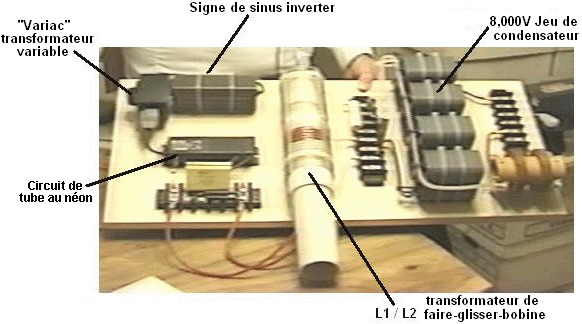 Signe de sinus inverter
"Variac"
transformateur
variable
8,000V Jeu de
condensateur
Circuit de
tube au néon
L1 / L2
transformateur de
faire-glisser-bobine